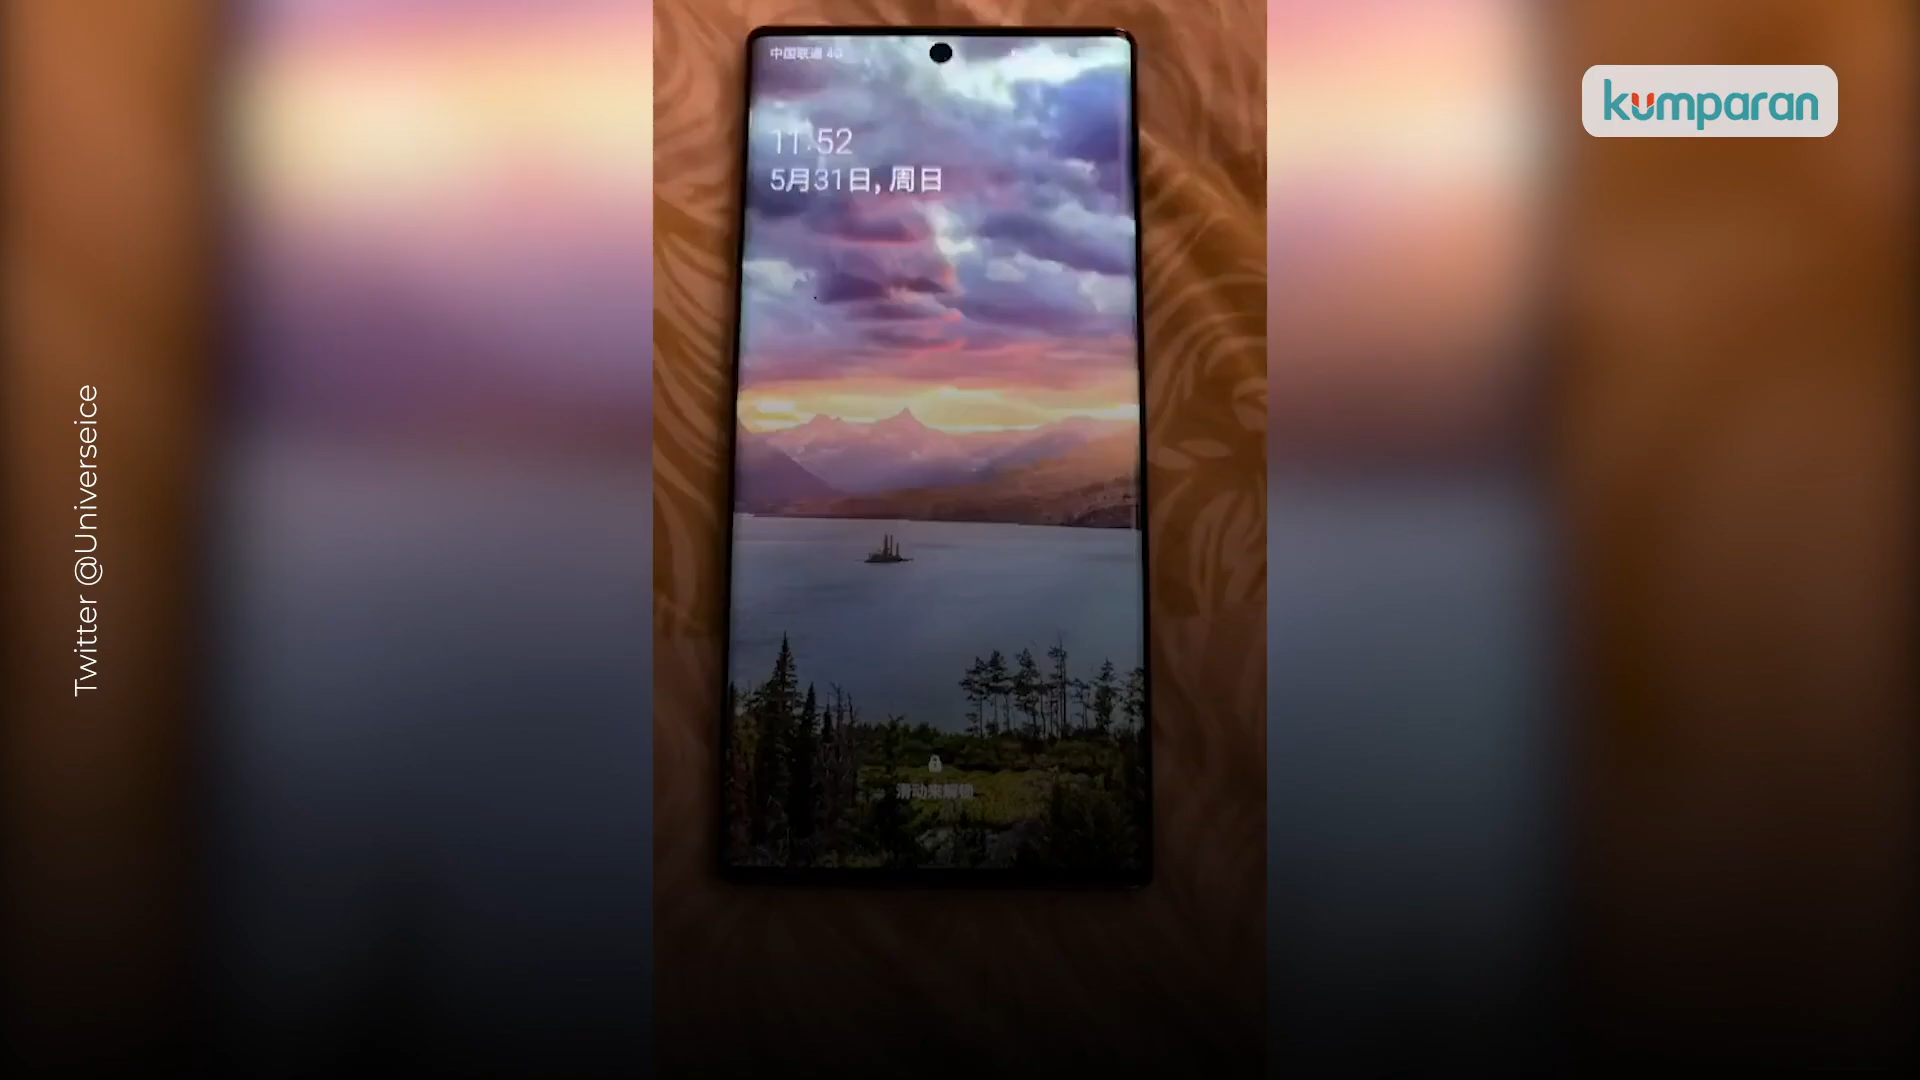 kumparan
Twitter @Universeice
中国联通 4G
11:52
5月31日, 周日
滑动来解锁